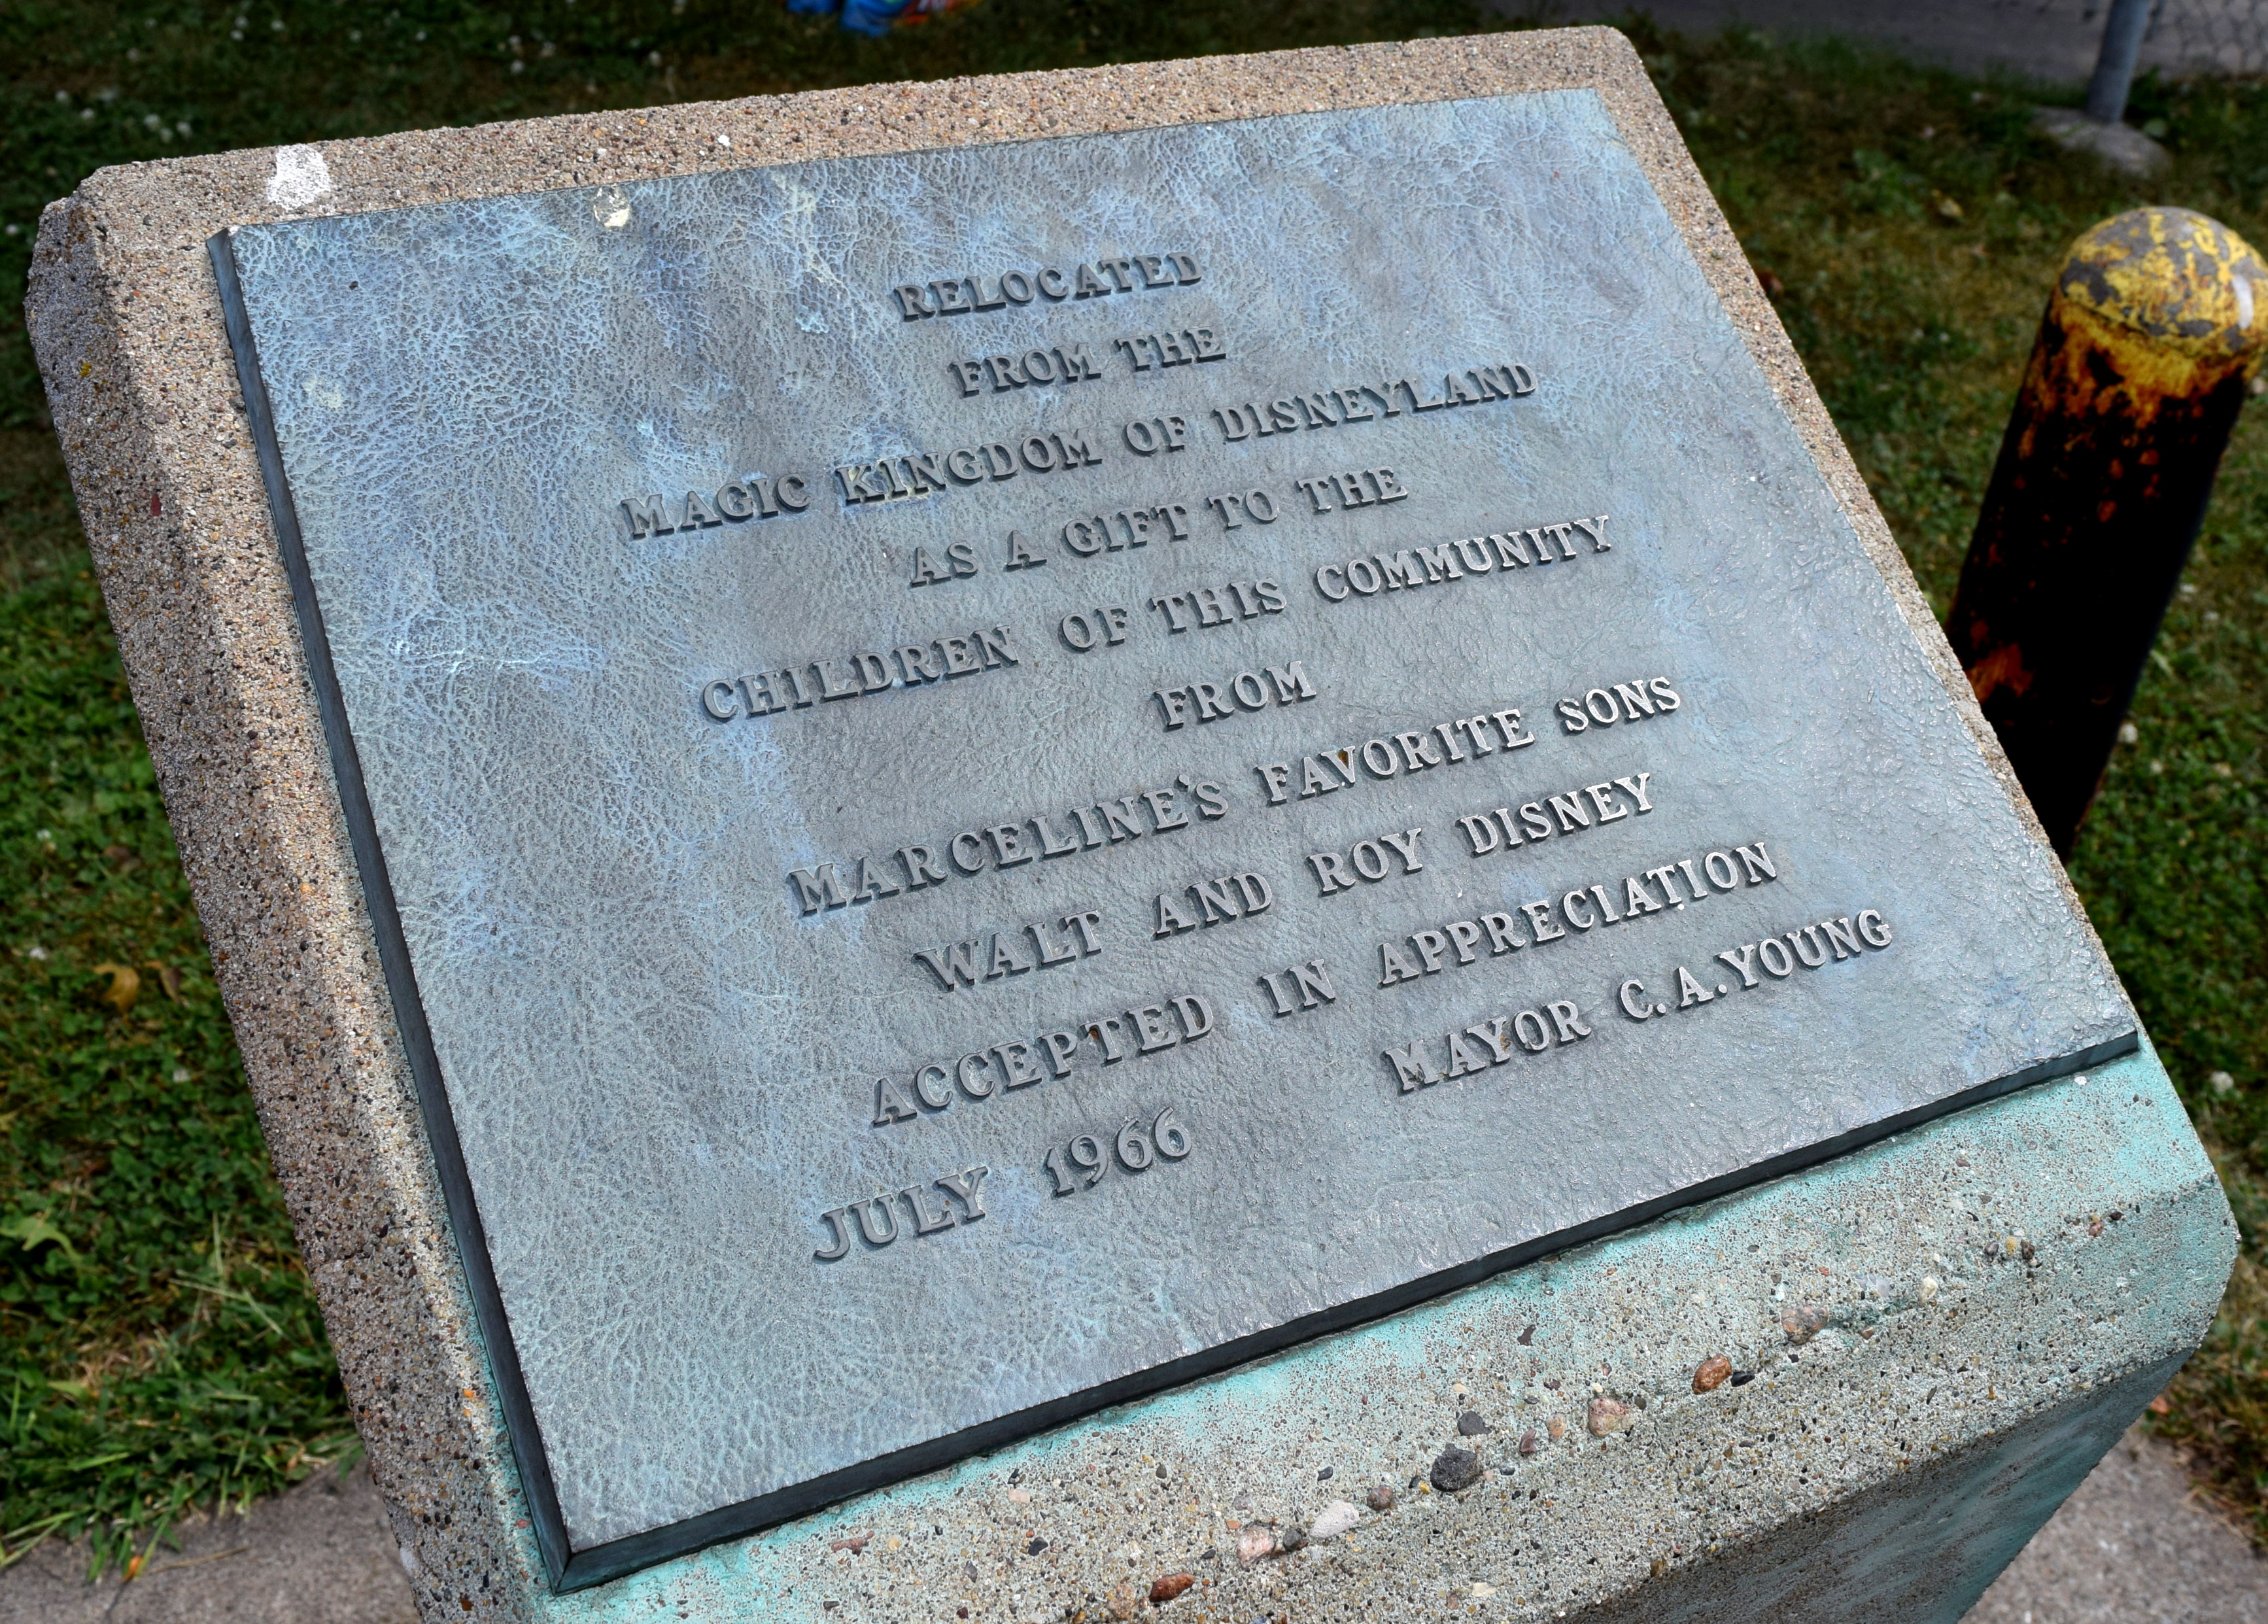 RELOCATED
FROM THE
MAGIC KINGDOM OF DISNEYLAND
AS A GIFT TO THE
CHILDREN OF THIS COMMUNITY
FROM
MARCELINE'S FAVORITE SONS
WALT AND ROY DISNEY
ACCEPTED IN APPRECIATION
JULY 1966 MAYOR C.A.YOUNG